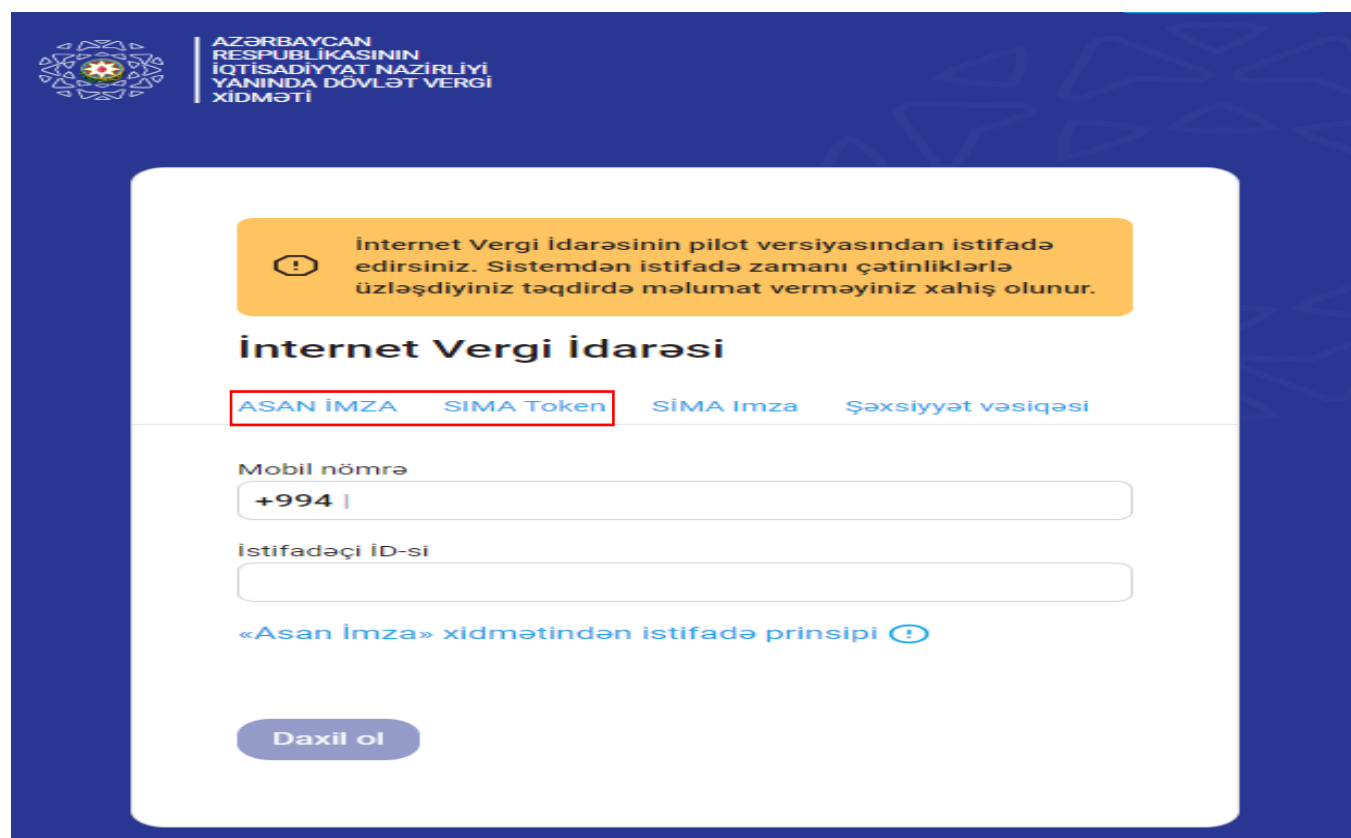 AZƏRBAYCAN
RESPUBLİKASININ
İQTİSADİYYAT NAZİRLİYİ
YANINDA DÖVLƏT VERGİ
XİDMƏTİ
İnternet Vergi İdarəsinin pilot versiyasından istifadə
edirsiniz. Sistemdən istifadə zamanı çətinliklərlə
üzləşdiyiniz təqdirdə məlumat verməyiniz xahiş olunur.
İnternet Vergi İdarəsi
ASAN İMZA SIMA Token SİMA Imza Şəxsiyyət vəsiqəsi
Mobil nömrə
+994 |
İstifadəçi İD-si
«Asan İmza» xidmətindən istifadə prinsipi
Daxil ol